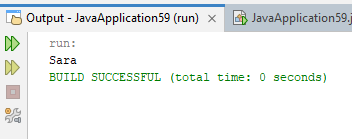 Output - JavaApplication59 (run)
JavaApplication59.j
run:
Sara
BUILD SUCCESSFUL (total time: 0 seconds)